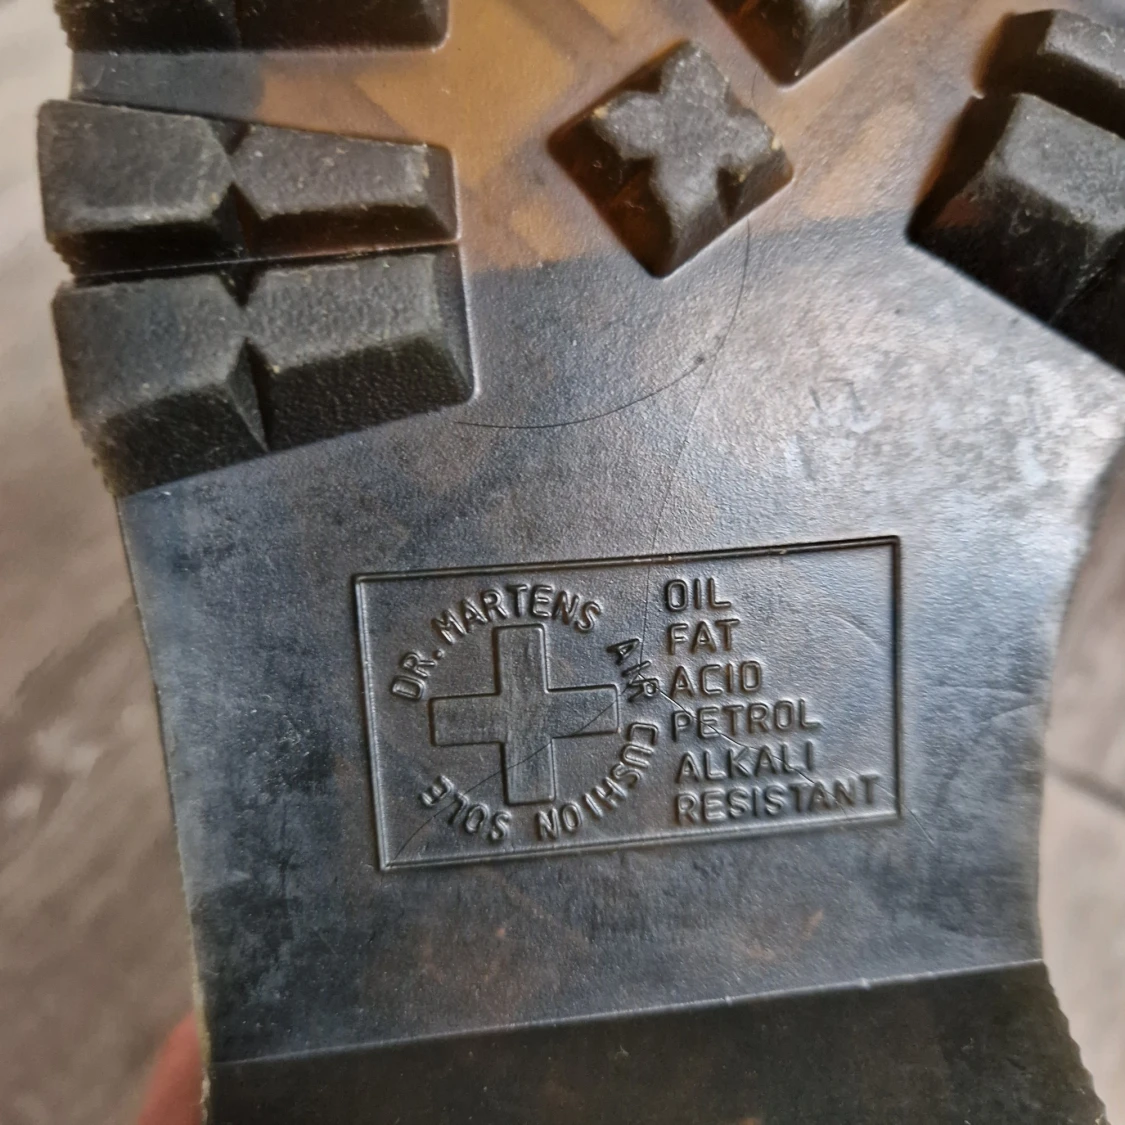 DR. MARTENS AIR CUSHION SOLE
OIL
FAT
ACID
PETROL
ALKALI
RESISTANT